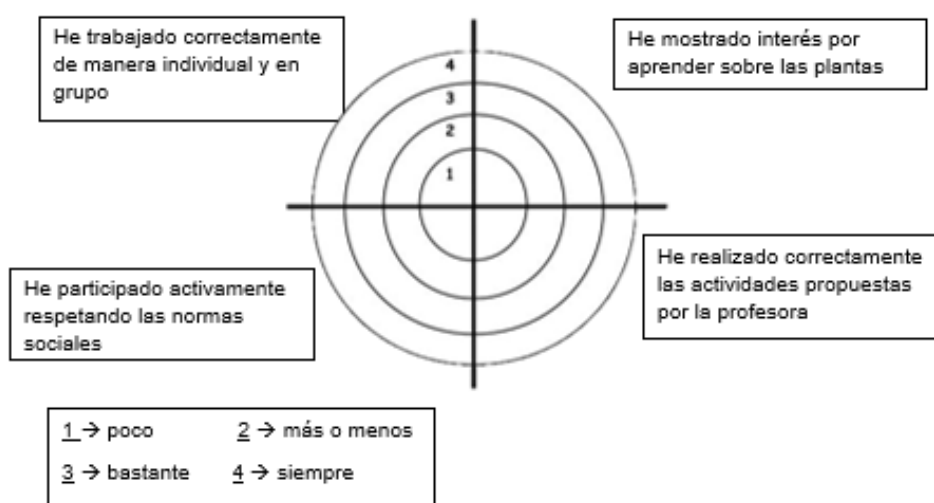 He trabajado correctamente
de manera individual y en
grupo
He mostrado interés por
aprender sobre las plantas
4
3
2
1
He participado activamente
respetando las normas
sociales
He realizado correctamente
las actividades propuestas
por la profesora
1 → poco 2 → más o menos
3 → bastante 4 → siempre